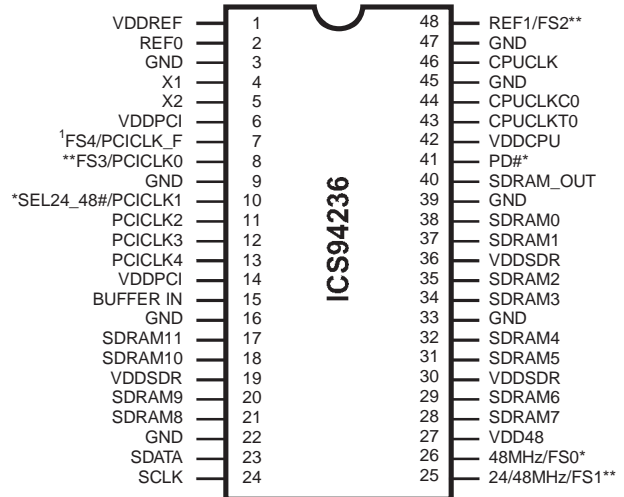 VDDREF 1 48 REF1/FS2**
REF0 2 47 GND
GND 3 46 CPUCLK
X1 4 45 GND
X2 5 44 CPUCLKC0
VDDPCI 6 43 CPUCLKT0
¹FS4/PCICLK_F 7 42 VDDCPU
**FS3/PCICLK0 8 41 PD#*
GND 9 40 SDRAM_OUT
*SEL24_48#/PCICLK1 10 39 GND
PCICLK2 11 38 SDRAM0
PCICLK3 12 37 SDRAM1
PCICLK4 13 36 VDDSDR
VDDPCI 14 35 SDRAM2
BUFFER IN 15 34 SDRAM3
GND 16 33 GND
SDRAM11 17 32 SDRAM4
SDRAM10 18 31 SDRAM5
VDDSDR 19 30 VDDSDR
SDRAM9 20 29 SDRAM6
SDRAM8 21 28 SDRAM7
GND 22 27 VDD48
SDATA 23 26 48MHz/FS0*
SCLK 24 25 24/48MHz/FS1**
ICS94236